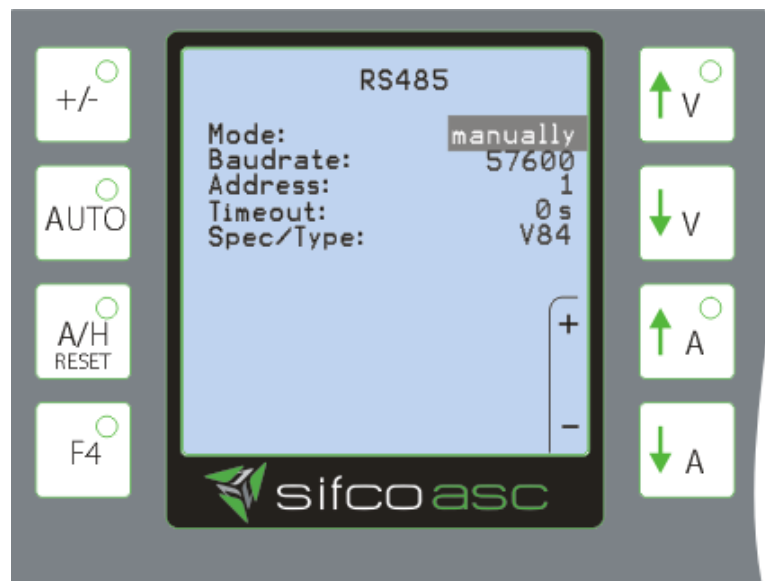 +/-
AUTO
A/H
RESET
F4
RS485
Mode: manually
Baudrate: 57600
Address: 1
Timeout: 0 s
Spec/Type: V84
+
-
sifco asc
V
V
A
A